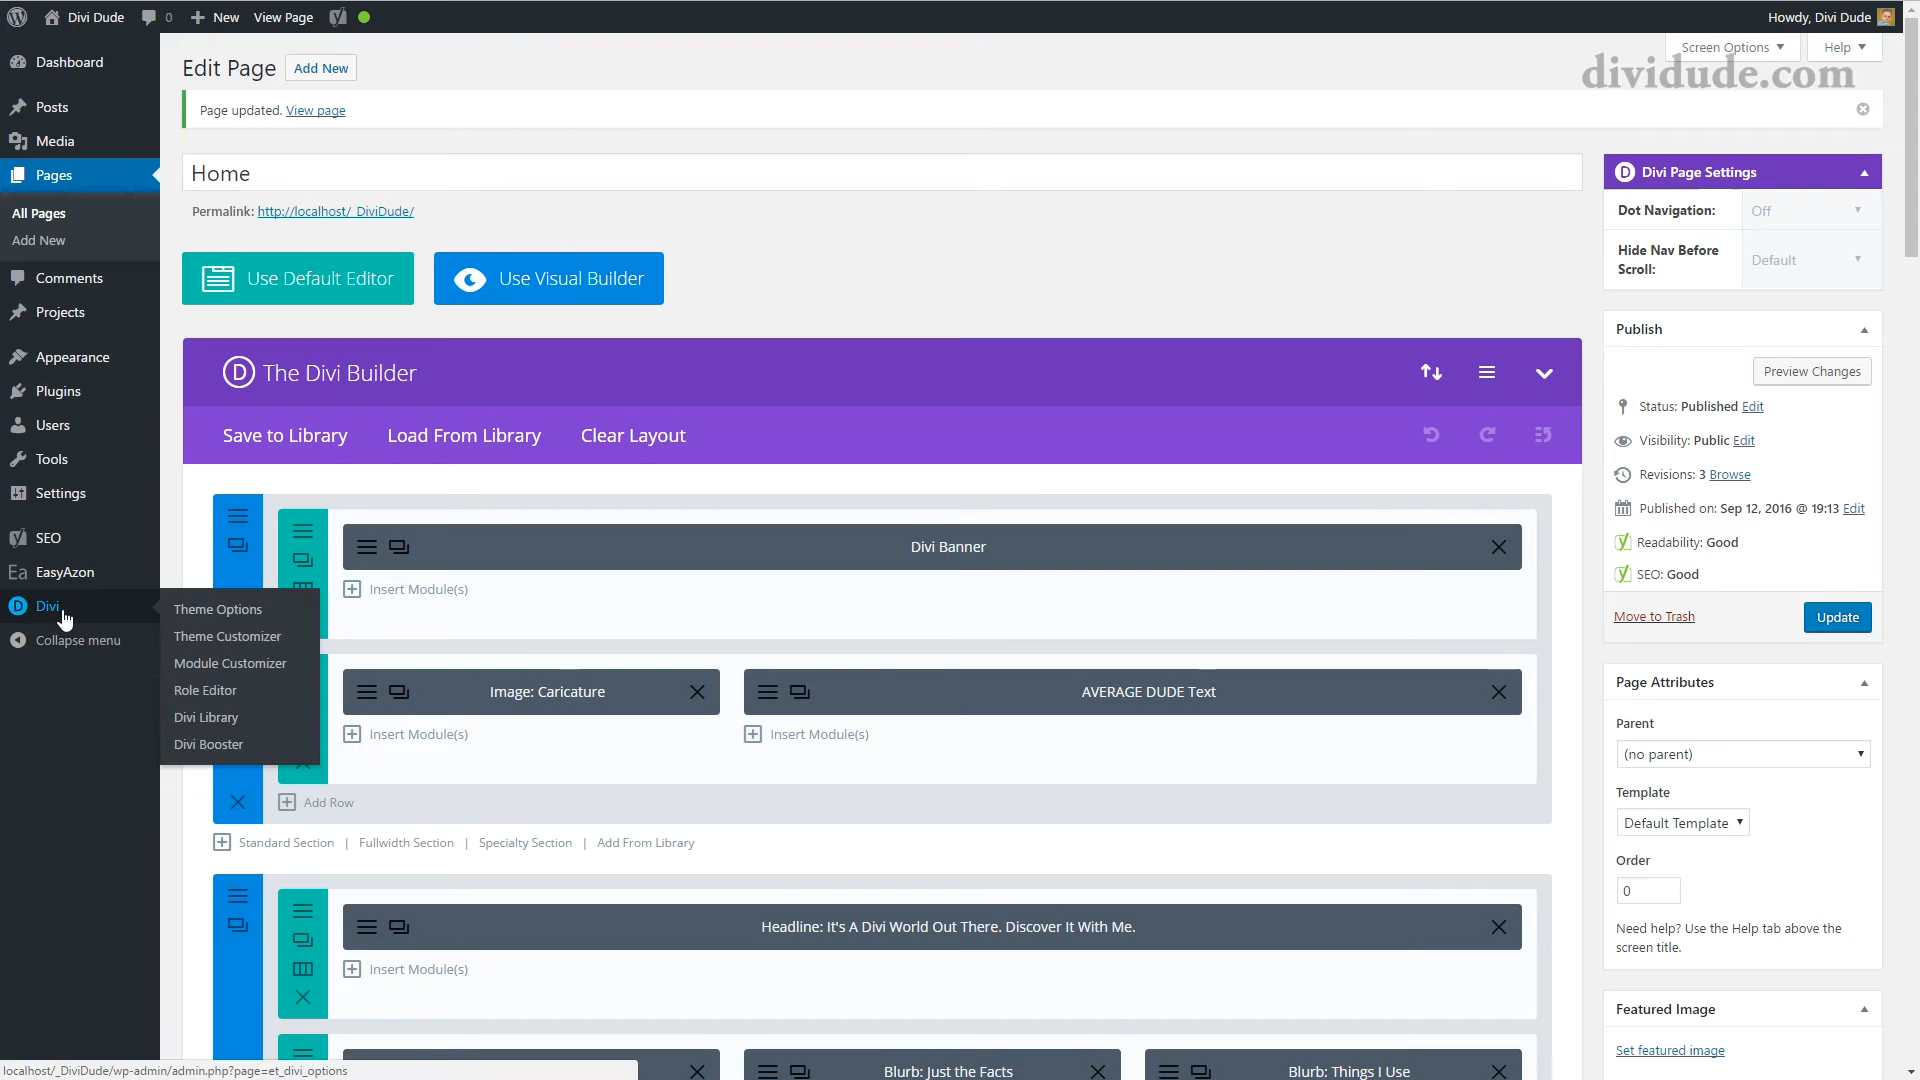 Divi Dude
0
New
View Page
Howdy, Divi Dude
Dashboard
Posts
Media
Pages
All Pages
Add New
Comments
Projects
Appearance
Plugins
Users
Tools
Settings
SEO
Ea EasyAzon
D Divi
Collapse menu
Theme Options
Theme Customizer
Module Customizer
Role Editor
Divi Library
Divi Booster
Screen Options
Help
dividude.com
Edit Page
Add New
Page updated. View page
Home
Permalink: http://localhost/_DiviDude/
Use Default Editor
Use Visual Builder
D The Divi Builder
Save to Library
Load From Library
Clear Layout
Divi Banner
Insert Module(s)
Image: Caricature
AVERAGE DUDE Text
Insert Module(s)
Insert Module(s)
Add Row
Standard Section | Fullwidth Section | Specialty Section | Add From Library
Headline: It's A Divi World Out There. Discover It With Me.
Insert Module(s)
Blurb: Just the Facts
Blurb: Things I Use
D Divi Page Settings
Dot Navigation:
Off
Hide Nav Before
Scroll:
Default
Publish
Preview Changes
Status: Published Edit
Visibility: Public Edit
Revisions: 3 Browse
Published on: Sep 12, 2016 @ 19:13 Edit
Readability: Good
SEO: Good
Move to Trash
Update
Page Attributes
Parent
(no parent)
Template
Default Template
Order
0
Need help? Use the Help tab above the
screen title.
Featured Image
Set featured image
localhost/_DiviDude/wp-admin/admin.php?page=et_divi_options